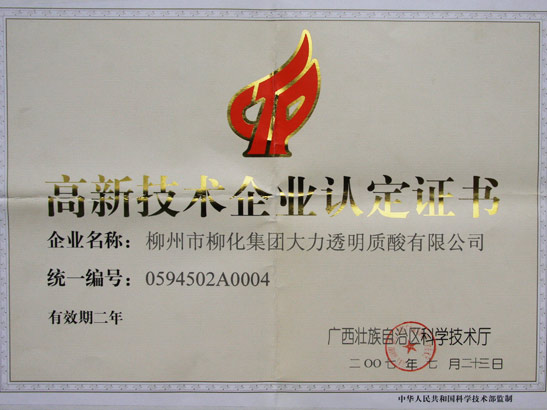 高新技术企业认定证书
企业名称：柳州市柳化集团大力透明质酸有限公司
统一编号：0594502A0004
有效期二年
广西壮族自治区科学技术厅
二〇〇七年七月二十三日
中华人民共和国科学技术部监制